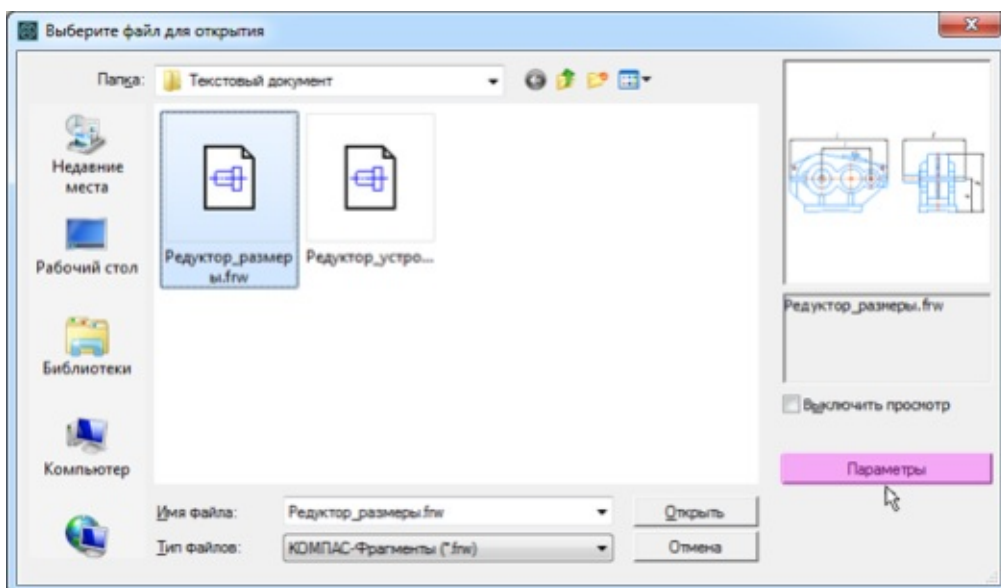 Выберите файл для открытия
Папка:
Текстовый документ
Недавние
места
Рабочий стол
Библиотеки
Компьютер
Редуктор_размер
ы.frw
Редуктор_устро...
Имя файла:
Редуктор_размеры.frw
Открыть
Тип файлов:
КОМПАС-Фрагменты (*.frw)
Отмена
Редуктор_размеры.frw
Выключить просмотр
Параметры